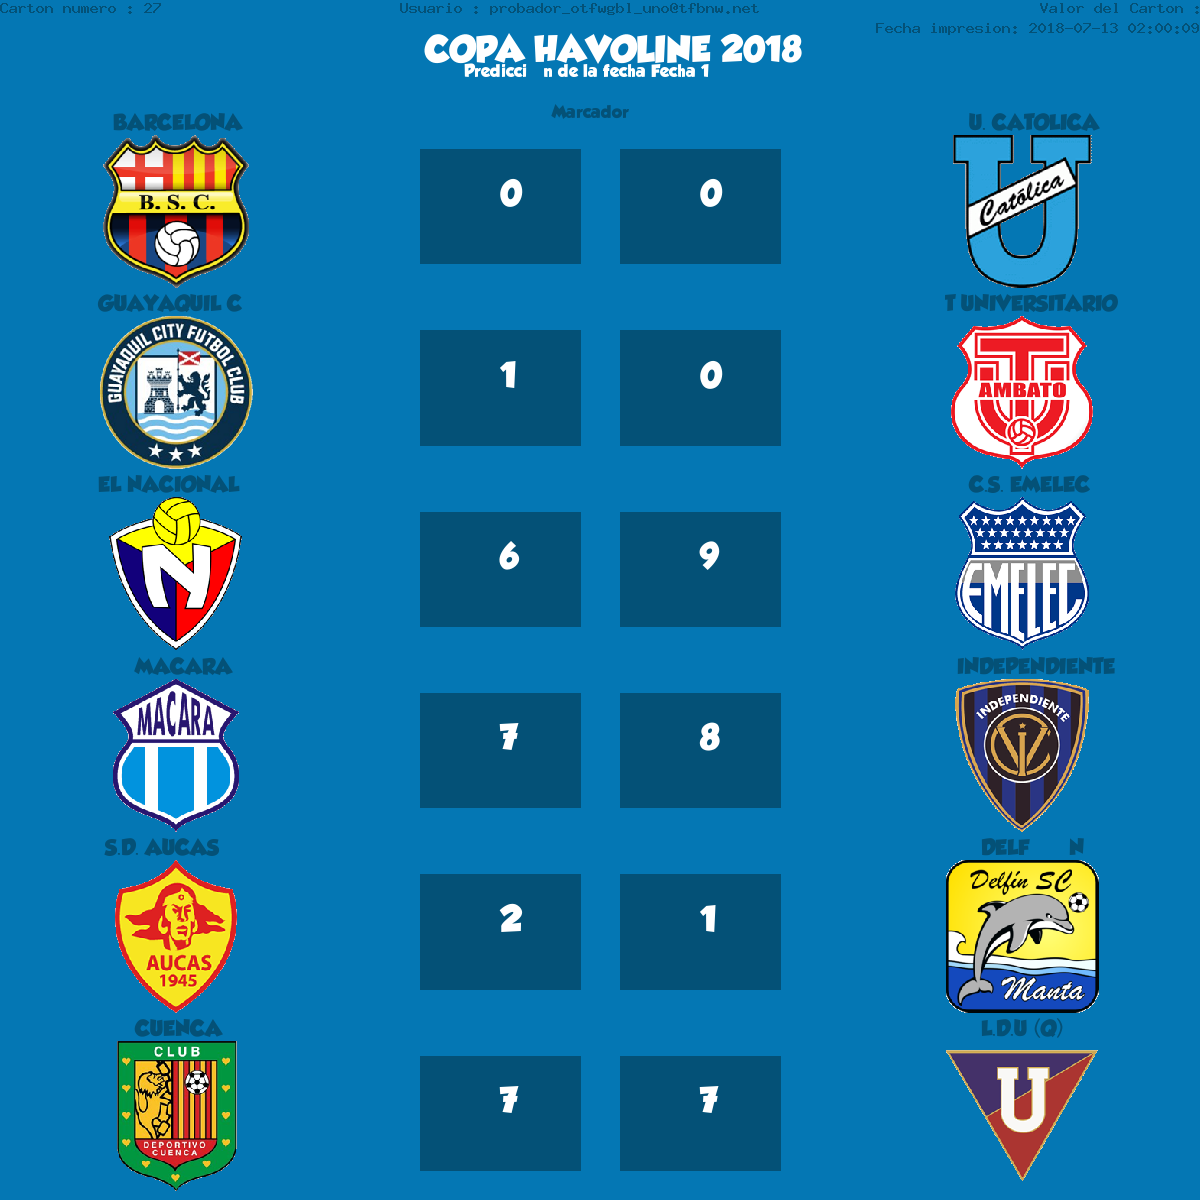 Carton numero : 27 Usuario : probador_otfwgbl_uno@tfbnw.net Valor del Carton :
Fecha impresion: 2018-07-13 02:00:09
COPA HAVOLINE 2018
Predicci n de la fecha Fecha 1
Marcador
BARCELONA U. CATOLICA
B. S. C. 0 0 Católica
GUAYAQUIL C T UNIVERSITARIO
GUAYAQUIL CITY FUTBOL CLUB 1 0 T AMBATO U
EL NACIONAL C.S. EMELEC
N 6 9 EMELEC
MACARA INDEPENDIENTE
MACARA 7 8 INDEPENDIENTE
S.D. AUCAS DELF N
AUCAS 2 1 Delfín SC
1945 Manta
CUENCA L.D.U (Q)
CLUB
7 7 U
DEPORTIVO
CUENCA